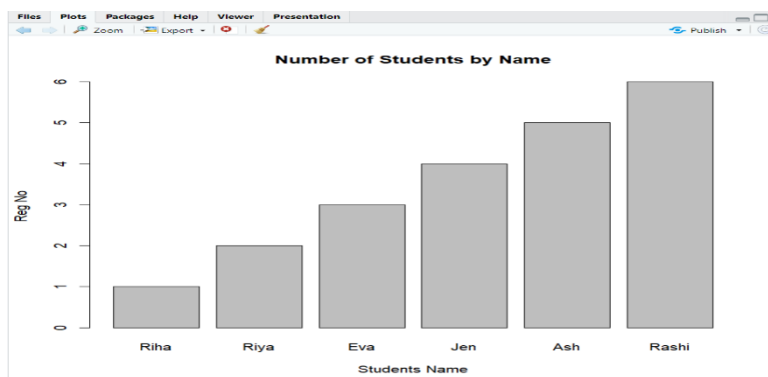 Files Plots Packages Help Viewer Presentation
Zoom Export Publish
Number of Students by Name
6
5
4
3
2
1
0
Reg No
Riha Riya Eva Jen Ash Rashi
Students Name